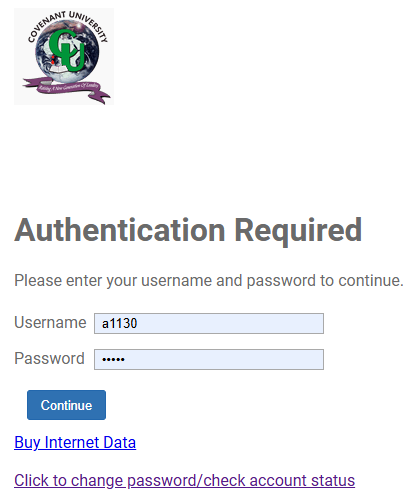 COVENANT UNIVERSITY
CU
Raising A New Generation Of Leaders
Authentication Required
Please enter your username and password to continue.
Username a1130
Password •••••
Continue
Buy Internet Data
Click to change password/check account status